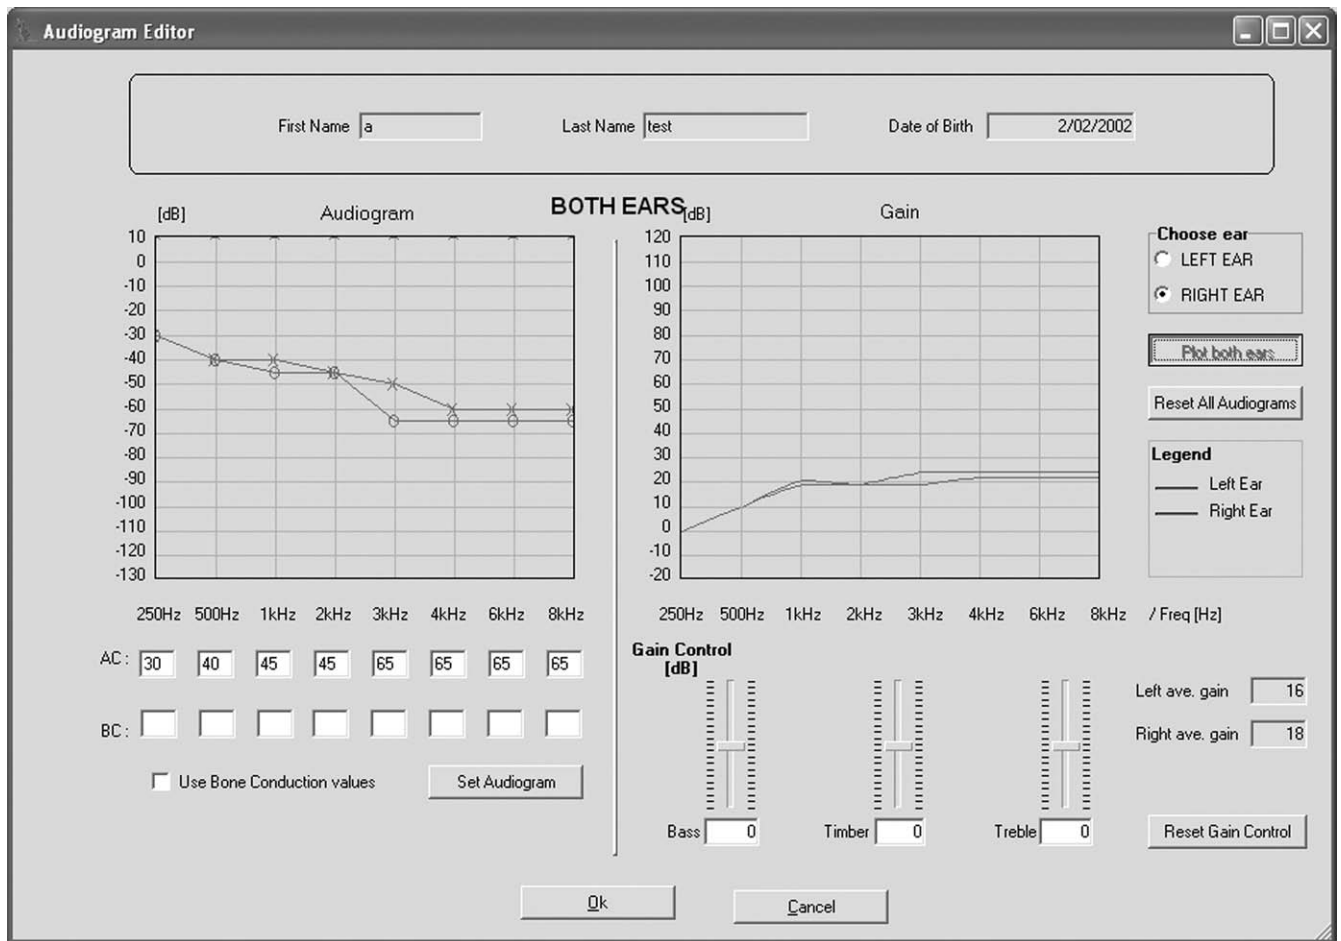 Audiogram Editor
First Name a Last Name test Date of Birth 2/02/2002
BOTH EARS
[dB] Audiogram
10
0
-10
-20
-30
-40
-50
-60
-70
-80
-90
-100
-110
-120
-130
250Hz 500Hz 1kHz 2kHz 3kHz 4kHz 6kHz 8kHz
AC : 30 40 45 45 65 65 65 65
BC :
Use Bone Conduction values Set Audiogram
[dB] Gain
120
110
100
90
80
70
60
50
40
30
20
10
0
-10
-20
250Hz 500Hz 1kHz 2kHz 3kHz 4kHz 6kHz 8kHz / Freq [Hz]
Choose ear
LEFT EAR
RIGHT EAR
Plot both ears
Reset All Audiograms
Legend
Left Ear
Right Ear
Gain Control
[dB]
Left ave. gain 16
Right ave. gain 18
Bass 0 Timber 0 Treble 0 Reset Gain Control
Ok Cancel